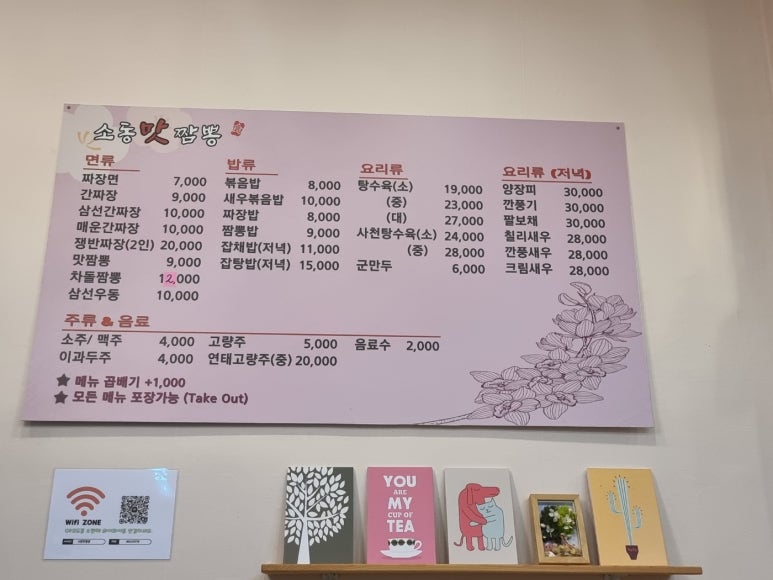 소통맛짬뽕
면류
짜장면 7,000
간짜장 9,000
삼선간짜장 10,000
매운간짜장 10,000
쟁반짜장(2인) 20,000
맛짬뽕 9,000
차돌짬뽕 12,000
삼선우동 10,000
밥류
볶음밥 8,000
새우볶음밥 10,000
짜장밥 8,000
짬뽕밥 9,000
잡채밥(저녁) 11,000
잡탕밥(저녁) 15,000
요리류
탕수육(소) 19,000
(중) 23,000
(대) 27,000
사천탕수육(소) 24,000
(중) 28,000
군만두 6,000
요리류 (저녁)
양장피 30,000
깐풍기 30,000
팔보채 30,000
칠리새우 28,000
깐풍새우 28,000
크림새우 28,000
주류 & 음료
소주/ 맥주 4,000 고량주 5,000 음료수 2,000
이과두주 4,000 연태고량주(중) 20,000
★ 메뉴 곱배기 +1,000
★ 모든 메뉴 포장가능 (Take Out)
WiFi ZONE
YOU
ARE
MY
CUP OF
TEA